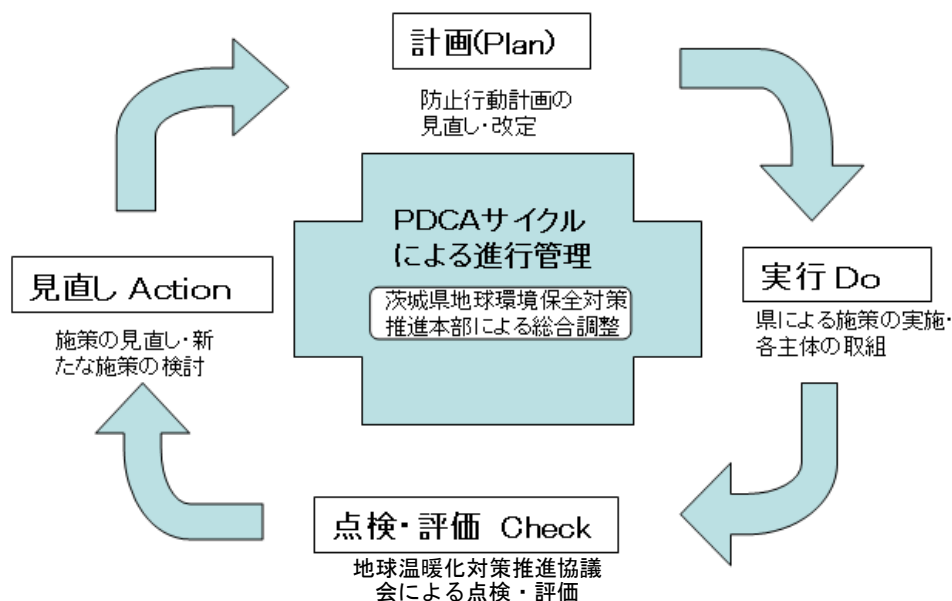 計画(Plan)
防止行動計画の
見直し・改定
PDCAサイクル
による進行管理
茨城県地球環境保全対策
推進本部による総合調整
実行 Do
県による施策の実施・
各主体の取組
点検・評価 Check
地球温暖化対策推進協議
会による点検・評価
見直し Action
施策の見直し・新
たな施策の検討